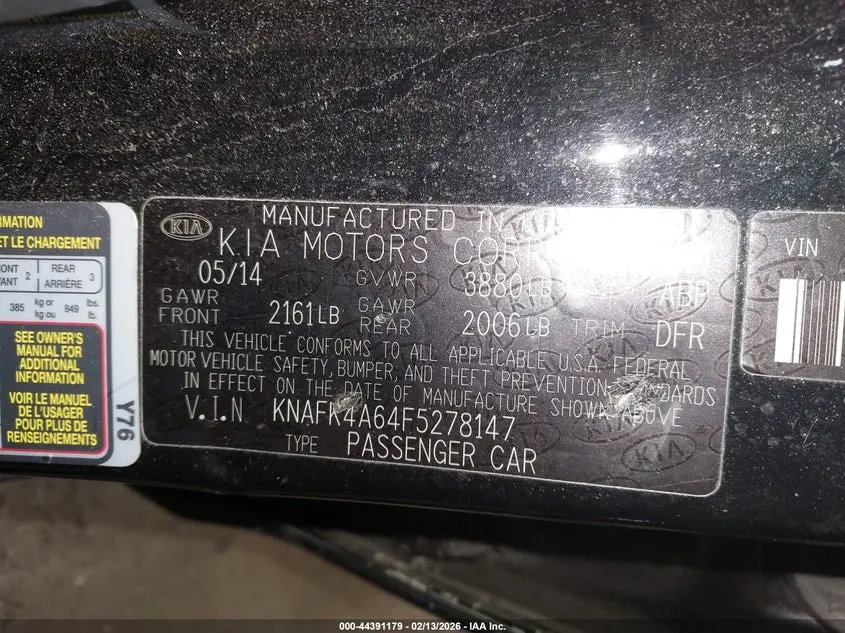 RMATION
ET LE CHARGEMENT
ONT 2 REAR 3
VANT ARRIÈRE
385 kg or 849 lbs.
kg ou lb.
SEE OWNER'S
MANUAL FOR
ADDITIONAL
INFORMATION
VOIR LE MANUEL
DE L'USAGER
POUR PLUS DE
RENSEIGNEMENTS
Y76
KIA
MANUFACTURED IN
KIA MOTORS CORP
05/14 GVWR 3880LB
GAWR FRONT 2161LB GAWR REAR 2006LB TRIM DFR
THIS VEHICLE CONFORMS TO ALL APPLICABLE U.S.A. FEDERAL
MOTOR VEHICLE SAFETY, BUMPER, AND THEFT PREVENTION STANDARDS
IN EFFECT ON THE DATE OF MANUFACTURE SHOWN ABOVE
V.I.N KNAFK4A64F5278147
TYPE PASSENGER CAR
VIN
000-44391179 - 02/13/2026 - IAA Inc.